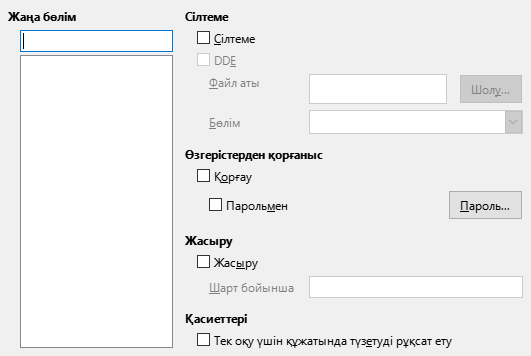 Жаңа бөлім
Сілтеме
Сілтеме
DDE
Файл аты
Шолу...
Бөлім
Өзгерістерден қорғаныс
Қорғау
Парольмен
Пароль...
Жасыру
Жасыру
Шарт бойынша
Қасиеттері
Тек оқу үшін құжатында түзетуді рұқсат ету